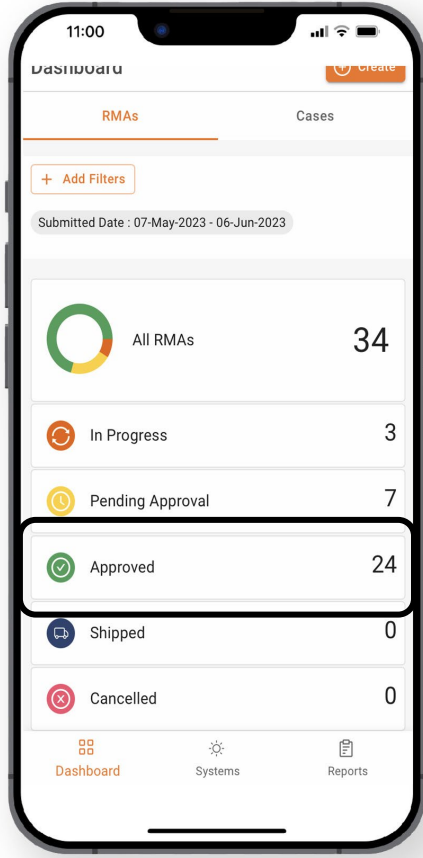 11:00
Dashboard
Create
RMAs
Cases
+ Add Filters
Submitted Date : 07-May-2023 - 06-Jun-2023
All RMAs 34
In Progress 3
Pending Approval 7
Approved 24
Shipped 0
Cancelled 0
Dashboard
Systems
Reports